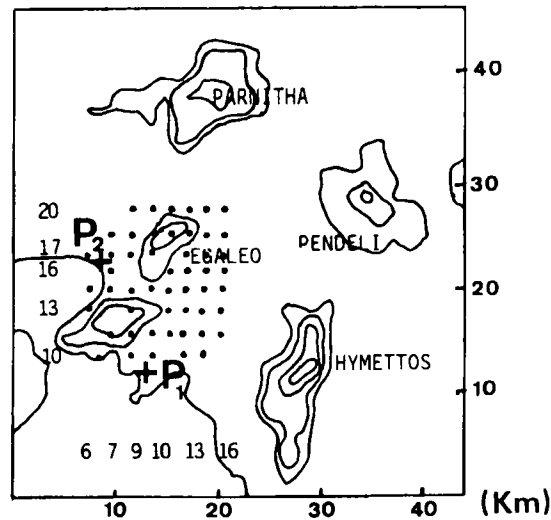 PARNITHA
40
30
20
P2
17
16
EGALEO
PENDELI
20
13
10
P1
HYMETTOS
10
6 7 9 10 13 16
10 20 30 40 (Km)